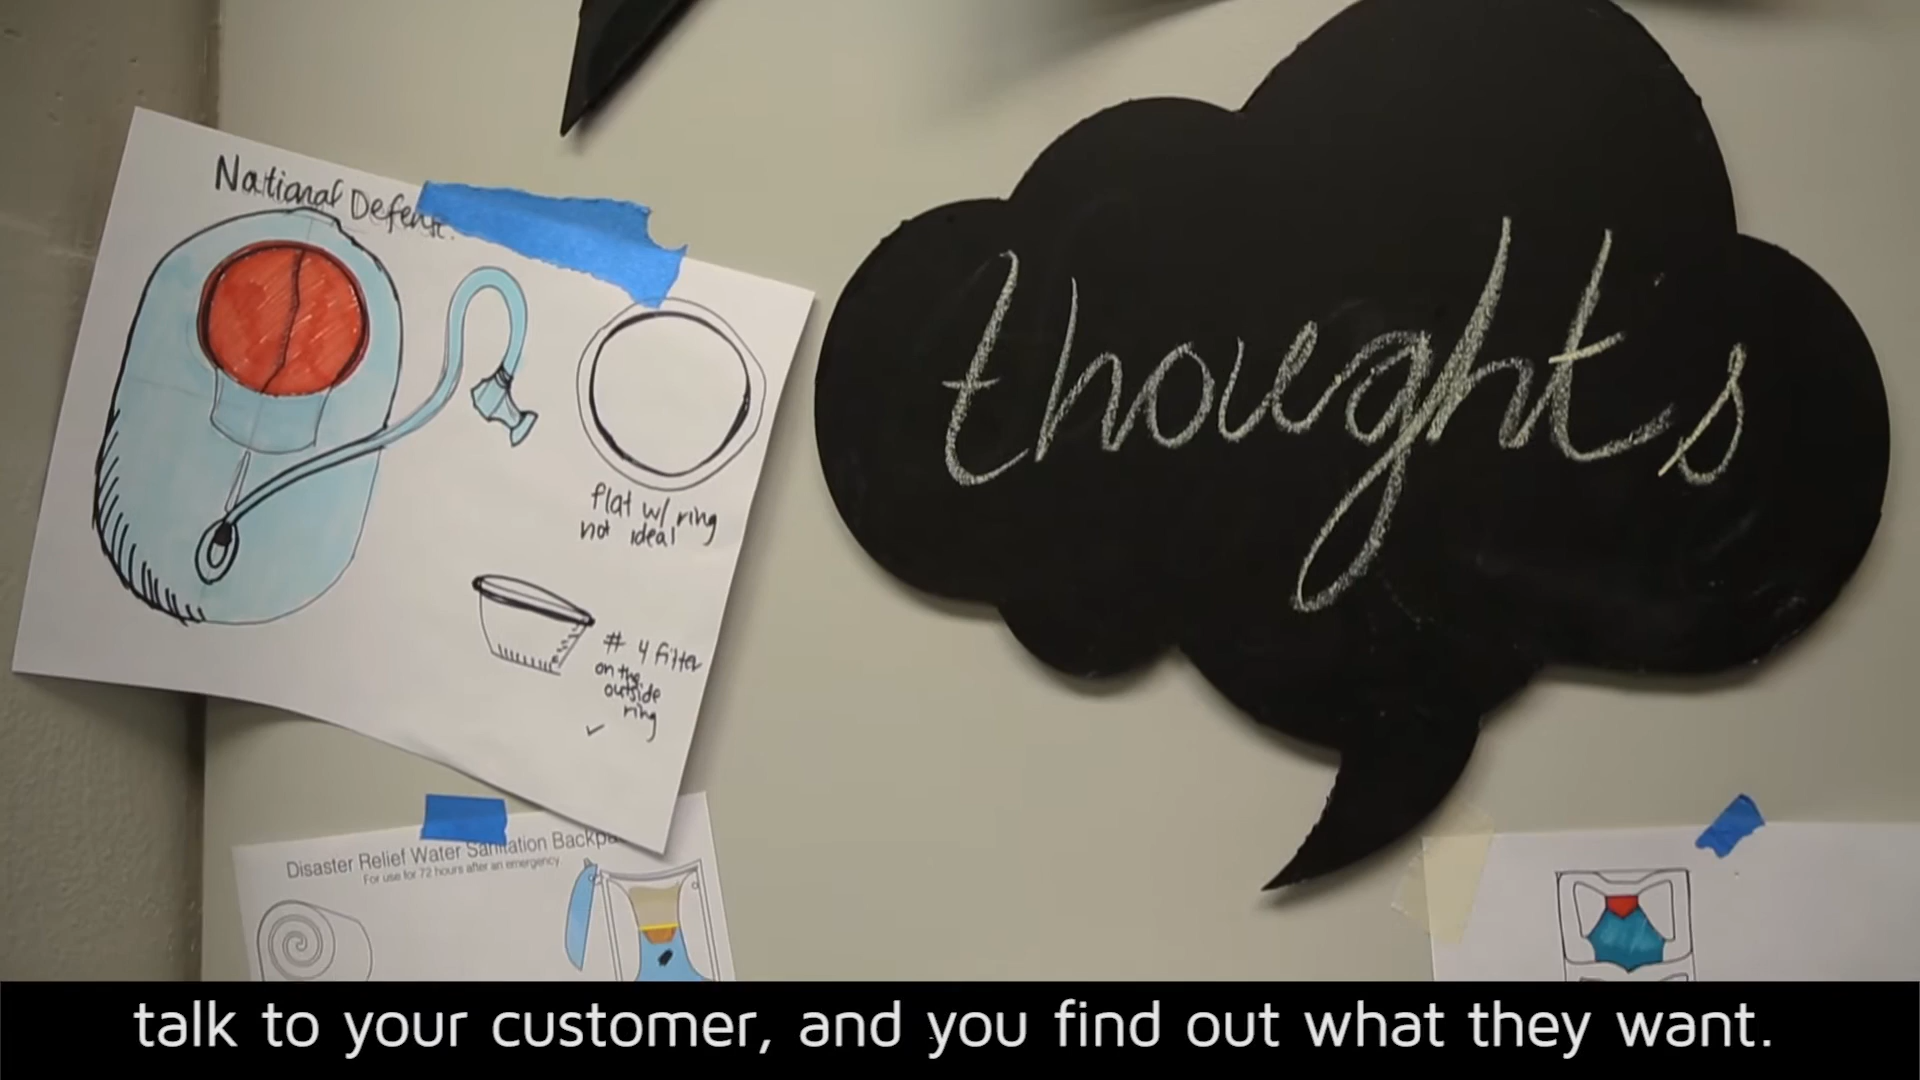 National Defense.
flat w/ ring
not ideal
# 4 filter
on the
outside
ring
thoughts
Disaster Relief Water Sanitation
For use for 72 hours after an emergency
talk to your customer, and you find out what they want.